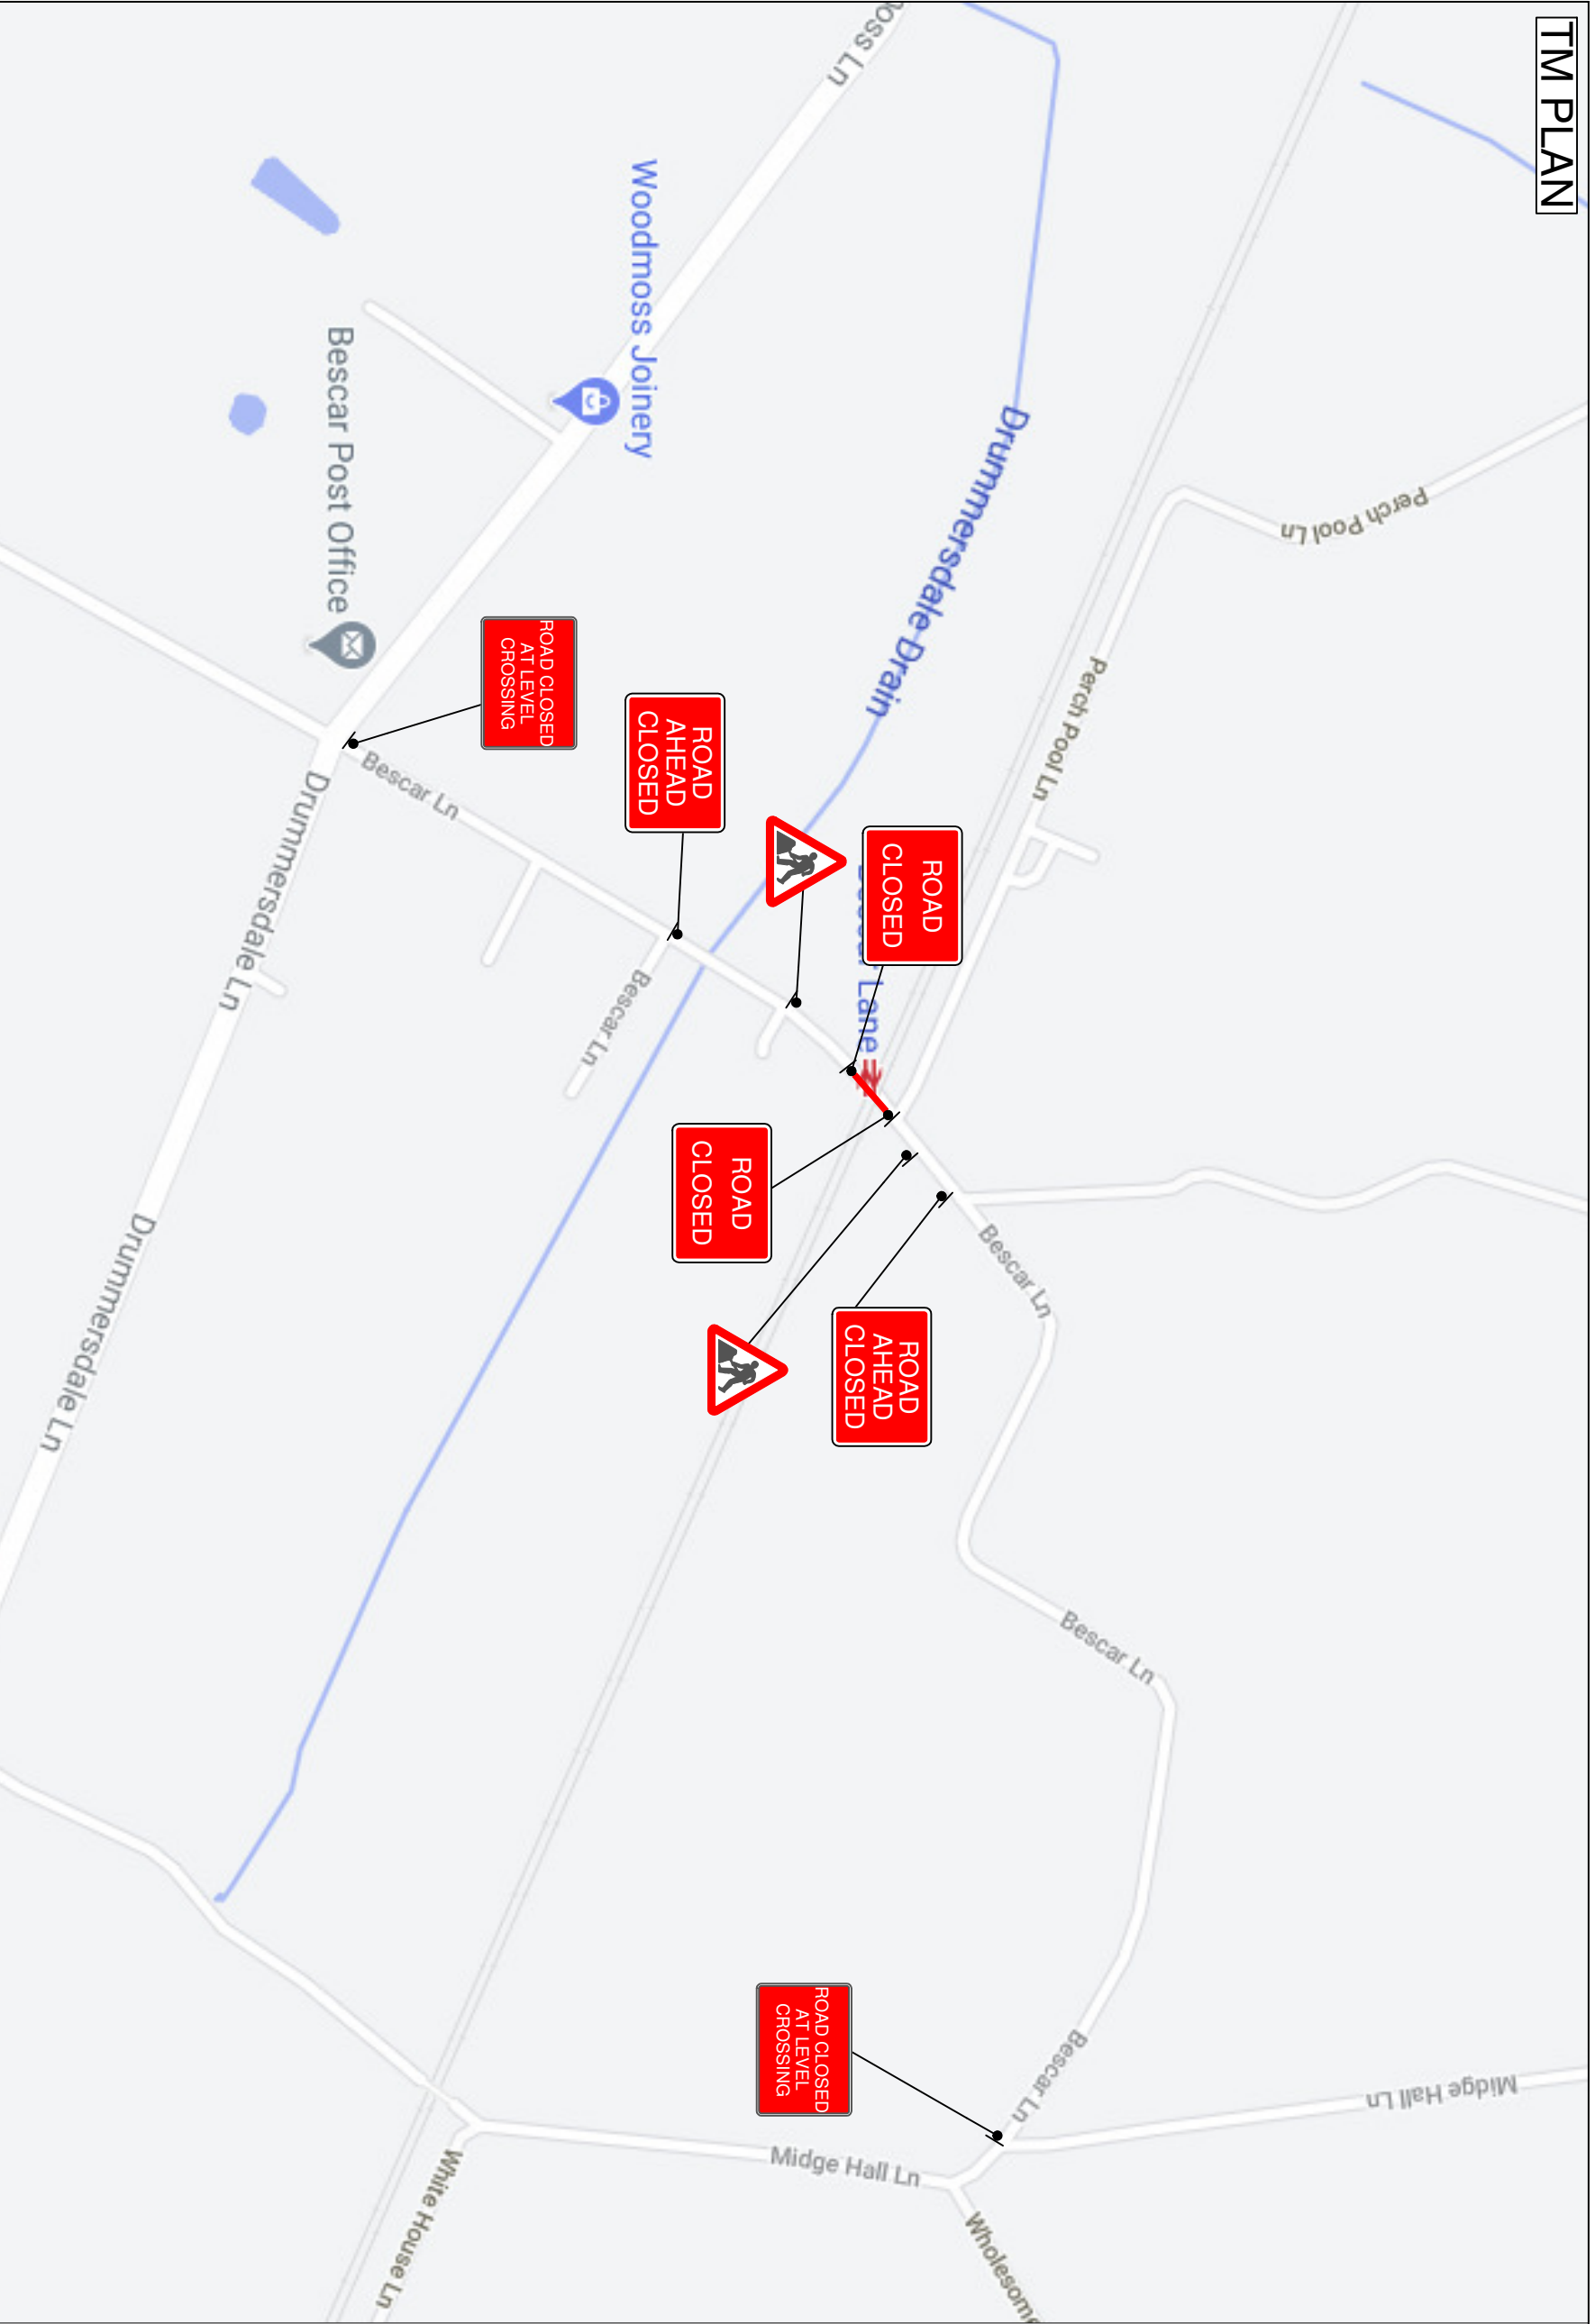 TM PLAN
oss Ln
Woodmoss Joinery
Bescar Post Office
Drummersdale Drain
Perch Pool Ln
Perch Pool Ln
ROAD CLOSED
AT LEVEL
CROSSING
ROAD
AHEAD
CLOSED
ROAD
CLOSED
Lane
Bescar Ln
Bescar Ln
Drummersdale Ln
ROAD
CLOSED
Bescar Ln
ROAD
AHEAD
CLOSED
Drummersdale Ln
Bescar Ln
ROAD CLOSED
AT LEVEL
CROSSING
Bescar Ln
Midge Hall Ln
Midge Hall Ln
White House Ln
Wholesome